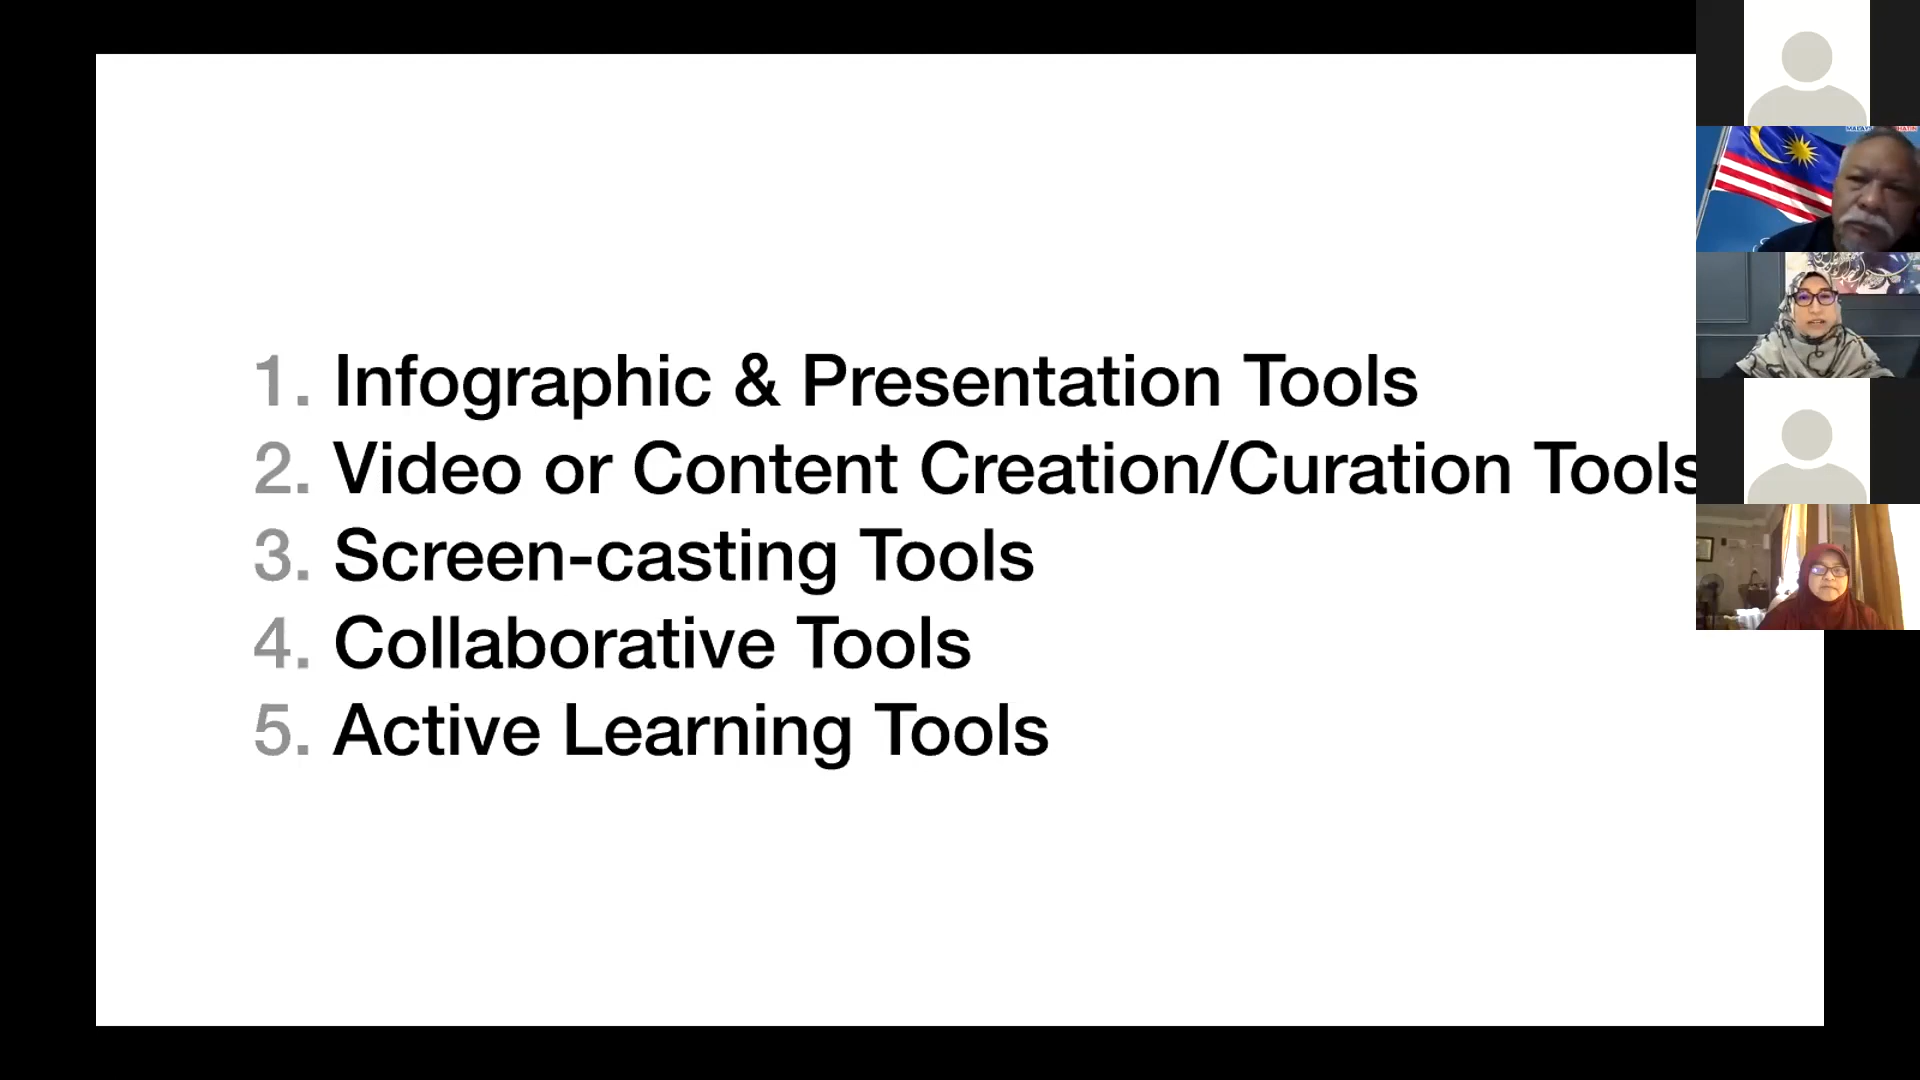 1. Infographic & Presentation Tools
2. Video or Content Creation/Curation Tools
3. Screen-casting Tools
4. Collaborative Tools
5. Active Learning Tools